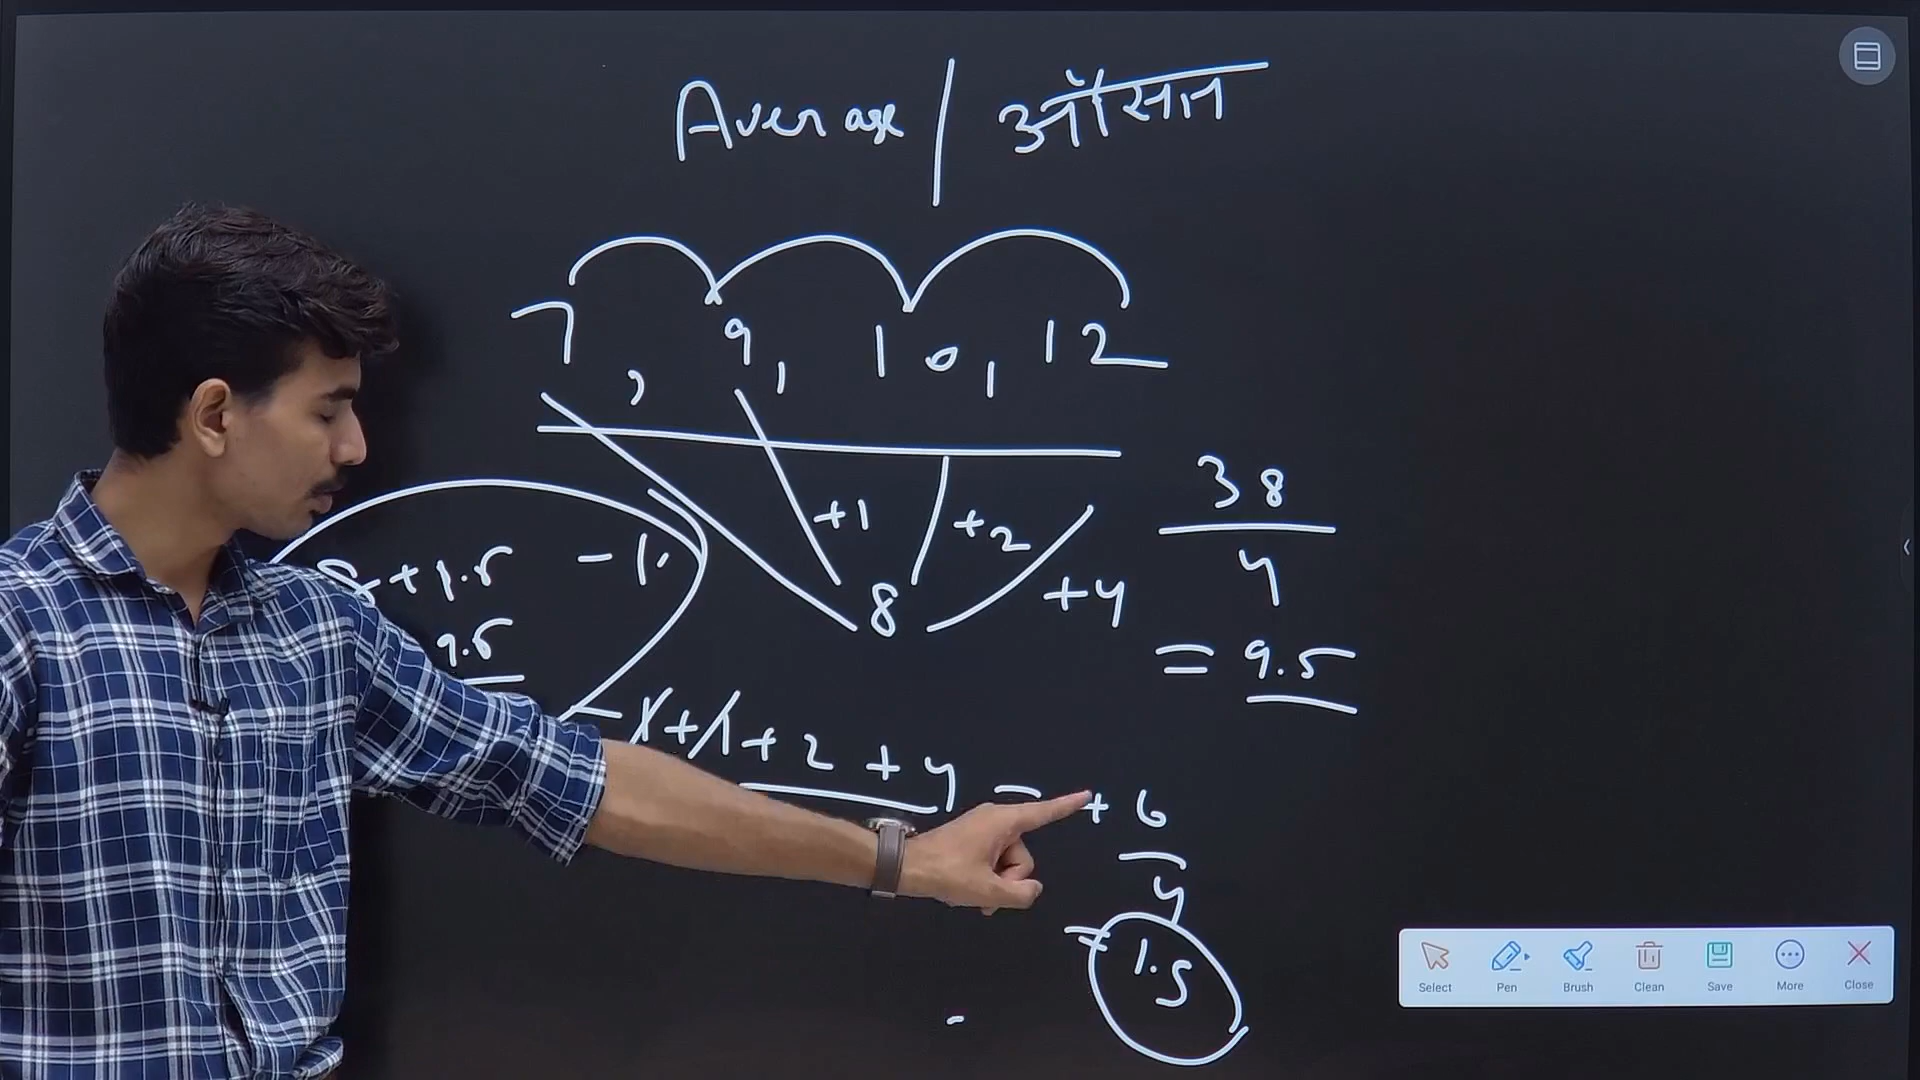 Average | औसत
7, 9, 10, 12
+1 +2
8 + 1.5 - 1
8 +4
9.5
38
4
= 9.5
- 1 + 1 + 2 + 4 = + 6
4
= 1.5
Select Pen Brush Clean Save More Close